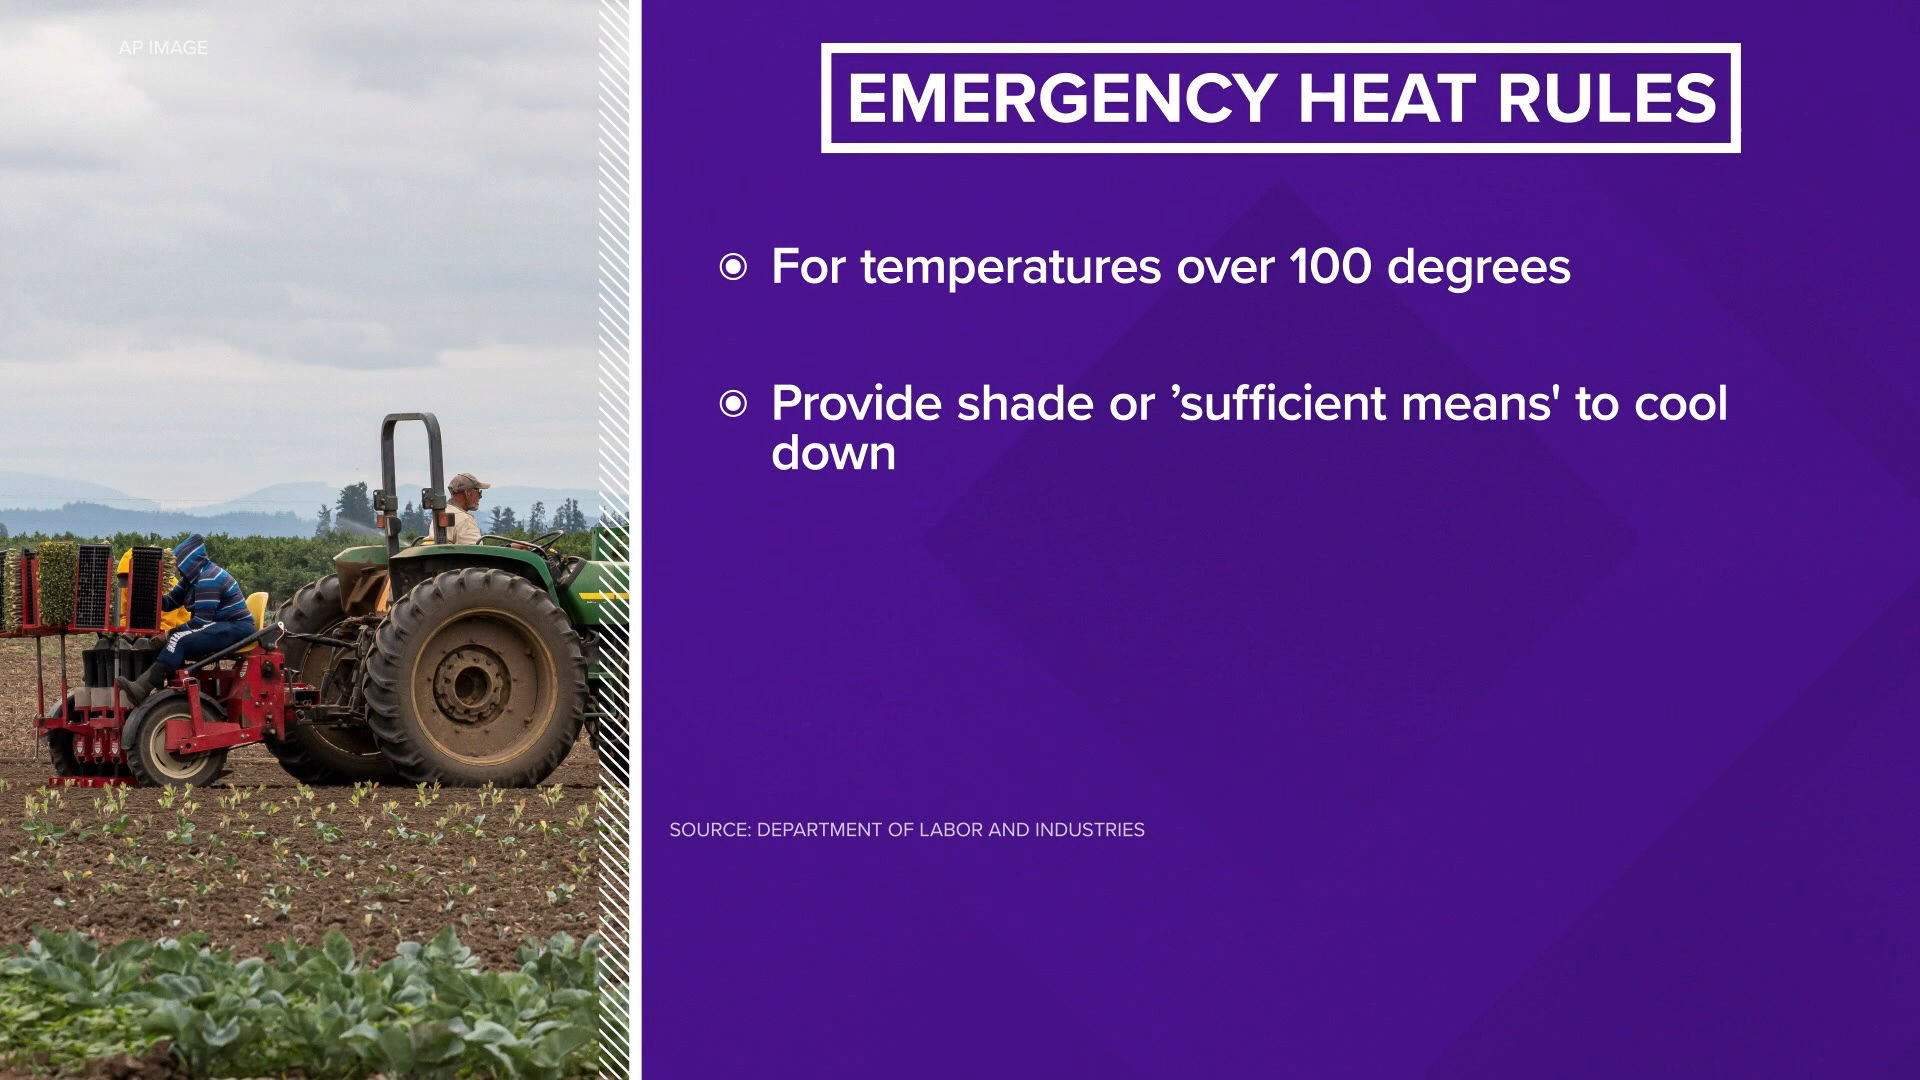 AP IMAGE
EMERGENCY HEAT RULES
For temperatures over 100 degrees
Provide shade or ’sufficient means' to cool
down
SOURCE: DEPARTMENT OF LABOR AND INDUSTRIES